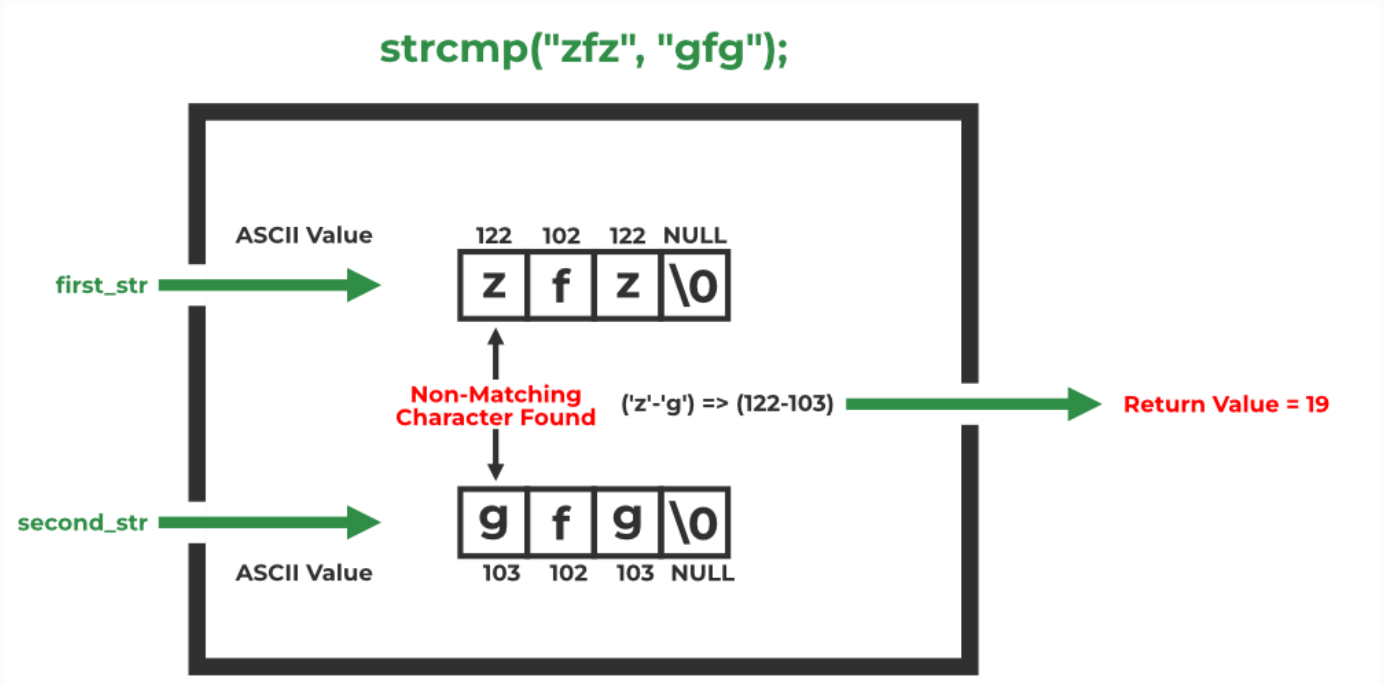 strcmp("zfz", "gfg");
ASCII Value
122 102 122 NULL
first_str
z f z \0
Non-Matching
Character Found
('z'-'g') => (122-103)
Return Value = 19
second_str
g f g \0
ASCII Value
103 102 103 NULL